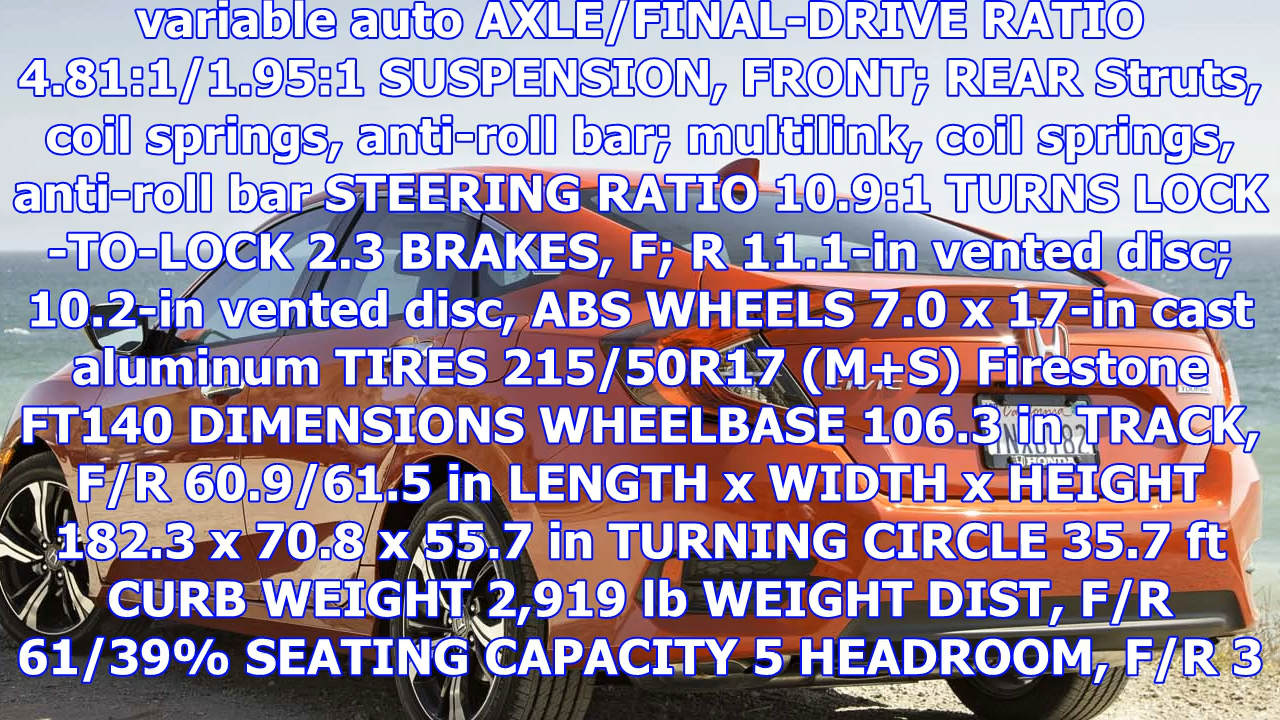 variable auto AXLE/FINAL-DRIVE RATIO
4.81:1/1.95:1 SUSPENSION, FRONT; REAR Struts,
coil springs, anti-roll bar; multilink, coil springs,
anti-roll bar STEERING RATIO 10.9:1 TURNS LOCK
-TO-LOCK 2.3 BRAKES, F; R 11.1-in vented disc;
10.2-in vented disc, ABS WHEELS 7.0 x 17-in cast
aluminum TIRES 215/50R17 (M+S) Firestone
CIVIC
California
FT140 DIMENSIONS WHEELBASE 106.3 in TRACK,
HONDA
F/R 60.9/61.5 in LENGTH x WIDTH x HEIGHT
182.3 x 70.8 x 55.7 in TURNING CIRCLE 35.7 ft
CURB WEIGHT 2,919 lb WEIGHT DIST, F/R
61/39% SEATING CAPACITY 5 HEADROOM, F/R 3